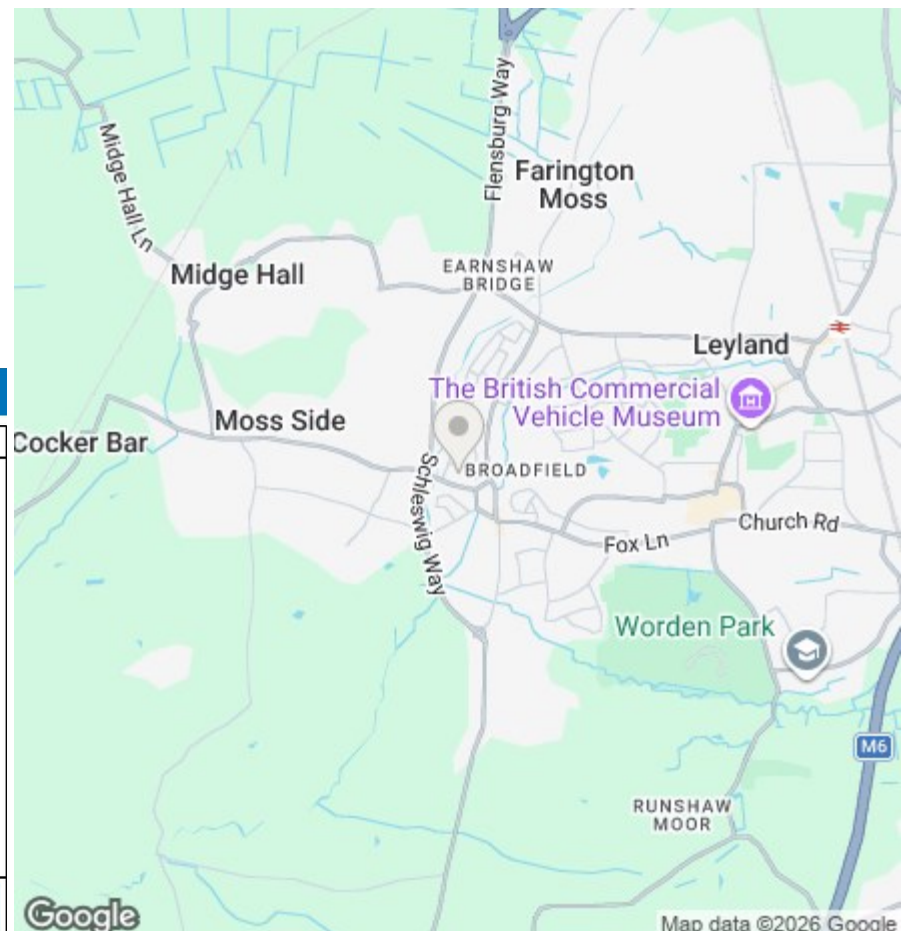 Flensburg Way
Farington
Moss
Midge Hall Ln
Midge Hall
EARNSHAW
BRIDGE
Leyland
The British Commercial
Vehicle Museum
Moss Side
Cocker Bar
BROADFIELD
Schleswig Way
Church Rd
Fox Ln
Worden Park
M6
RUNSHAW
MOOR
Google
Map data ©2026 Google